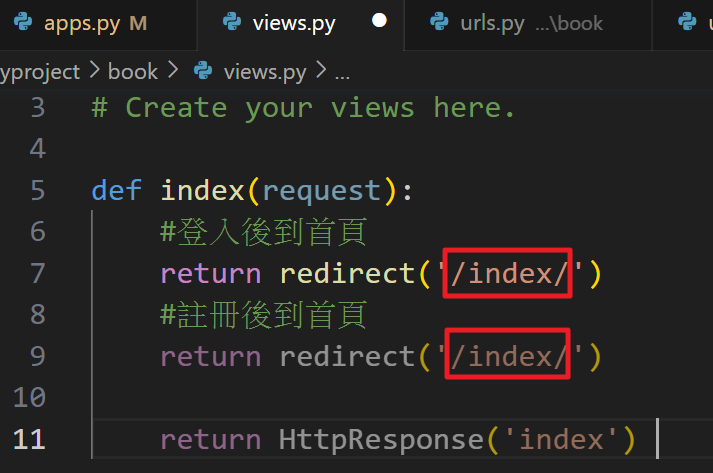 apps.py M views.py urls.py ...\book
yproject > book > views.py > ...
3 # Create your views here.
4
5 def index(request):
6 #登入後到首頁
7 return redirect('/index/')
8 #註冊後到首頁
9 return redirect('/index/')
10
11 return HttpResponse('index')